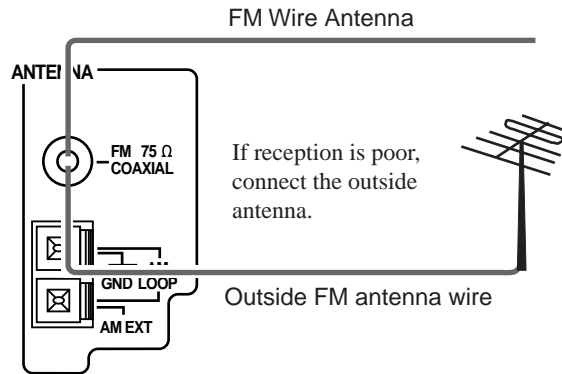 FM Wire Antenna
ANTENNA
FM 75 Ω
COAXIAL
If reception is poor,
connect the outside
antenna.
AM
GND LOOP
Outside FM antenna wire
AM EXT